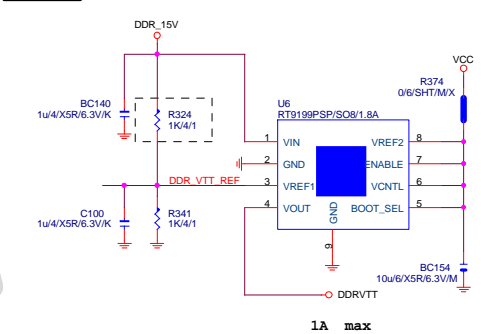 DDR_15V
VCC
BC140
1u/4/X5R/6.3V/K
R324
1K/4/1
R374
0/6/SHT/M/X
U6
RT9199PSP/SO8/1.8A
1 VIN VREF2 8
2 GND ENABLE 7
DDR_VTT_REF 3 VREF1 VCNTL 6
4 VOUT BOOT_SEL 5
GND
9
C100
1u/4/X5R/6.3V/K
R341
1K/4/1
BC154
10u/6/X5R/6.3V/M
DDRVTT
1A max